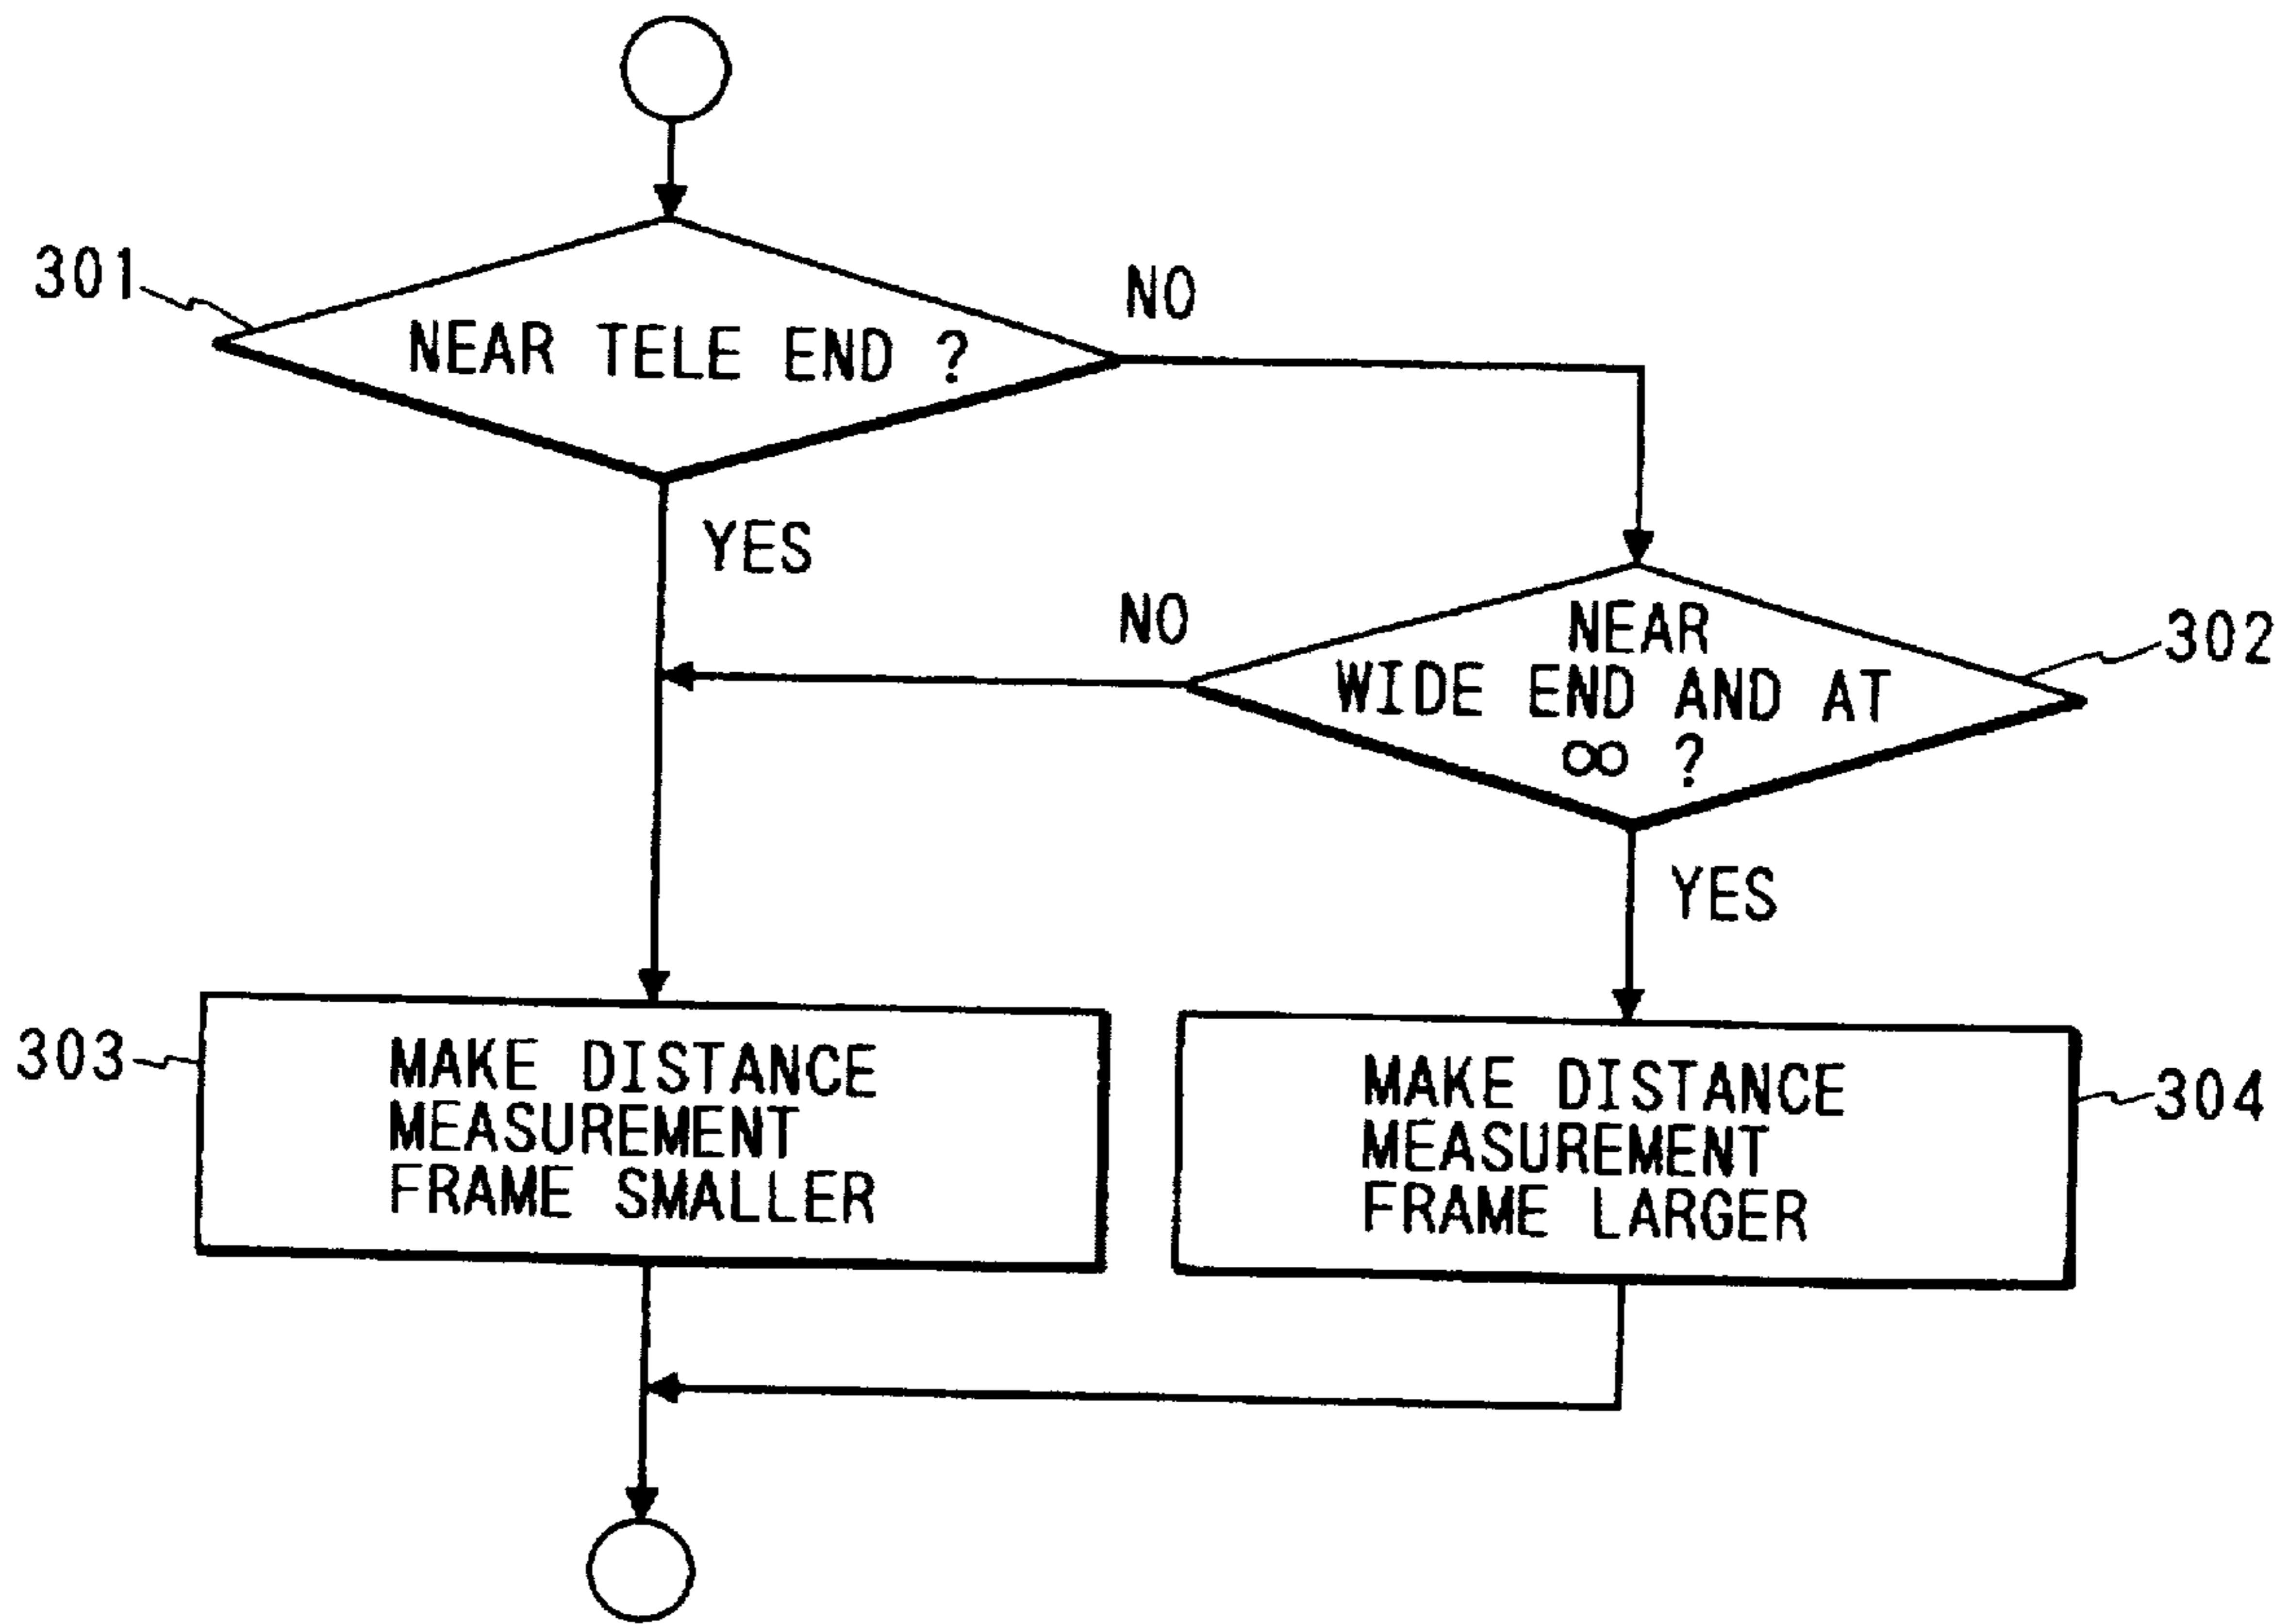 301
NEAR TELE END ?
NO
YES
NO
NEAR
WIDE END AND AT
∞ ?
302
YES
303
MAKE DISTANCE
MEASUREMENT
FRAME SMALLER
MAKE DISTANCE
MEASUREMENT
FRAME LARGER
304